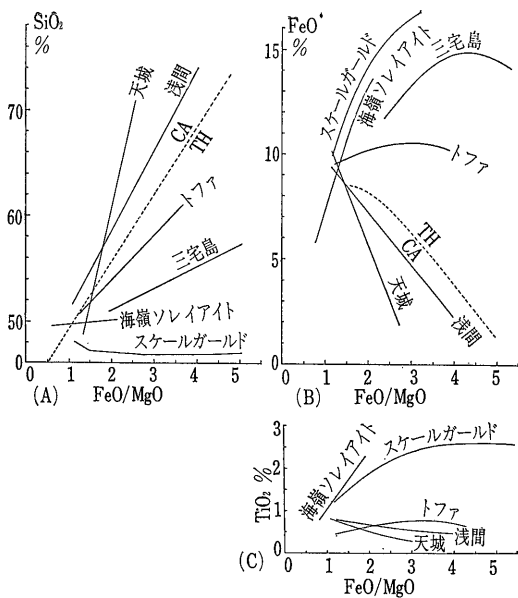 SiO₂
%
70
60
50
天城
浅間
CA
TH
トファ
三宅島
海嶺ソレイアイト
スケールガールド
0 1 2 3 4 5
(A) FeO/MgO
FeO*
%
15
10
5
0
スケールガールド
海嶺ソレイアイト
三宅島
トファ
TH
CA
天城
浅間
0 1 2 3 4 5
(B) FeO/MgO
TiO₂ %
3
2
1
0
海嶺ソレイアイト
スケールガールド
トファ
浅間
天城
0 1 2 3 4 5
(C) FeO/MgO